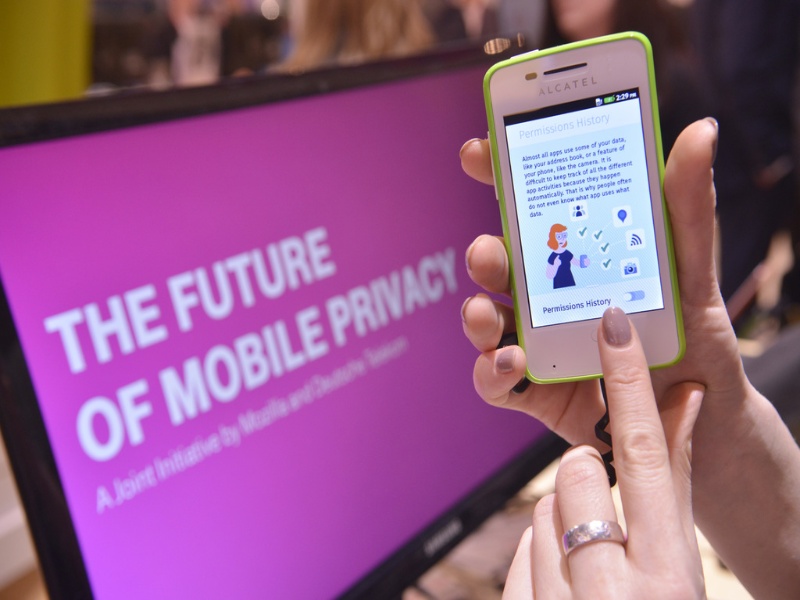 THE FUTURE
OF MOBILE PRIVACY
A Joint Initiative by Mozilla and Deutsche Telekom
ALCATEL
2:29 PM
Permissions History
Almost all apps use some of your data,
like your address book, or a feature of
your phone, like the camera. It is
difficult to keep track of all the different
app activities because they happen
automatically. That is why people often
do not even know what app uses what
data.
Permissions History